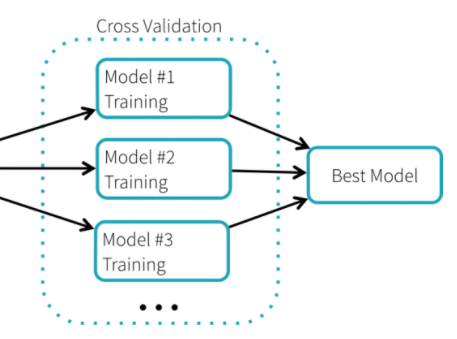 Cross Validation
Model #1
Training
Model #2
Training
Best Model
Model #3
Training
...